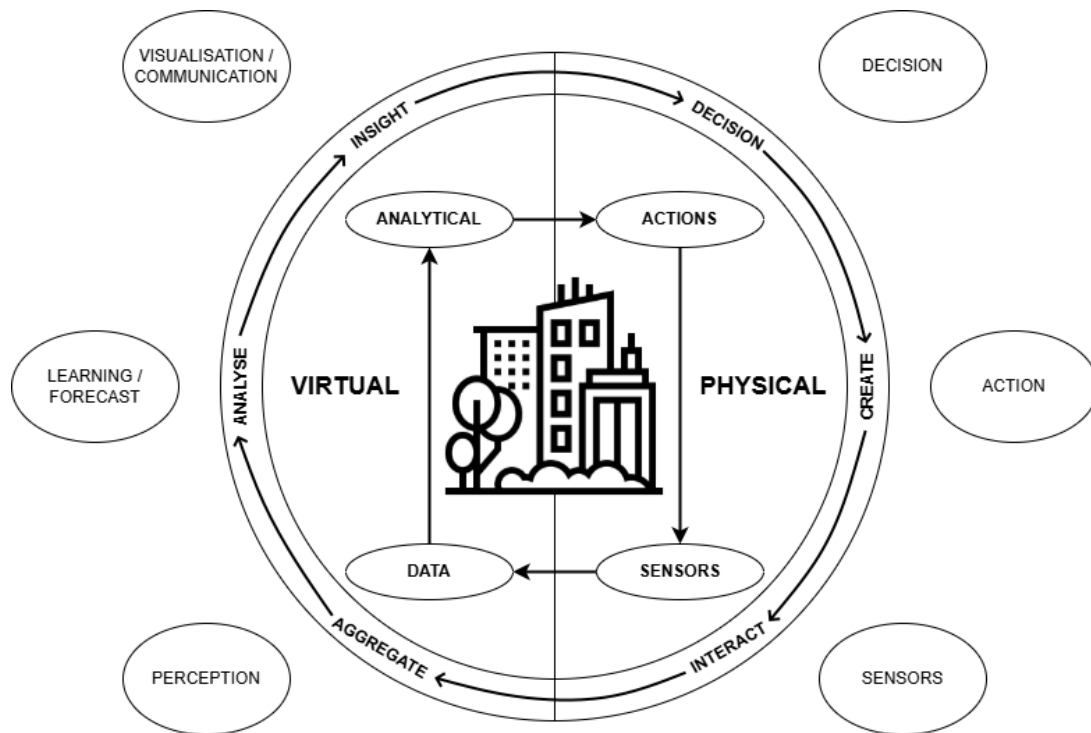 VISUALISATION /
COMMUNICATION
DECISION
INSIGHT
DECISION
ANALYTICAL
ACTIONS
LEARNING /
FORECAST
ANALYSE
VIRTUAL
PHYSICAL
CREATE
ACTION
DATA
SENSORS
AGGREGATE
INTERACT
PERCEPTION
SENSORS